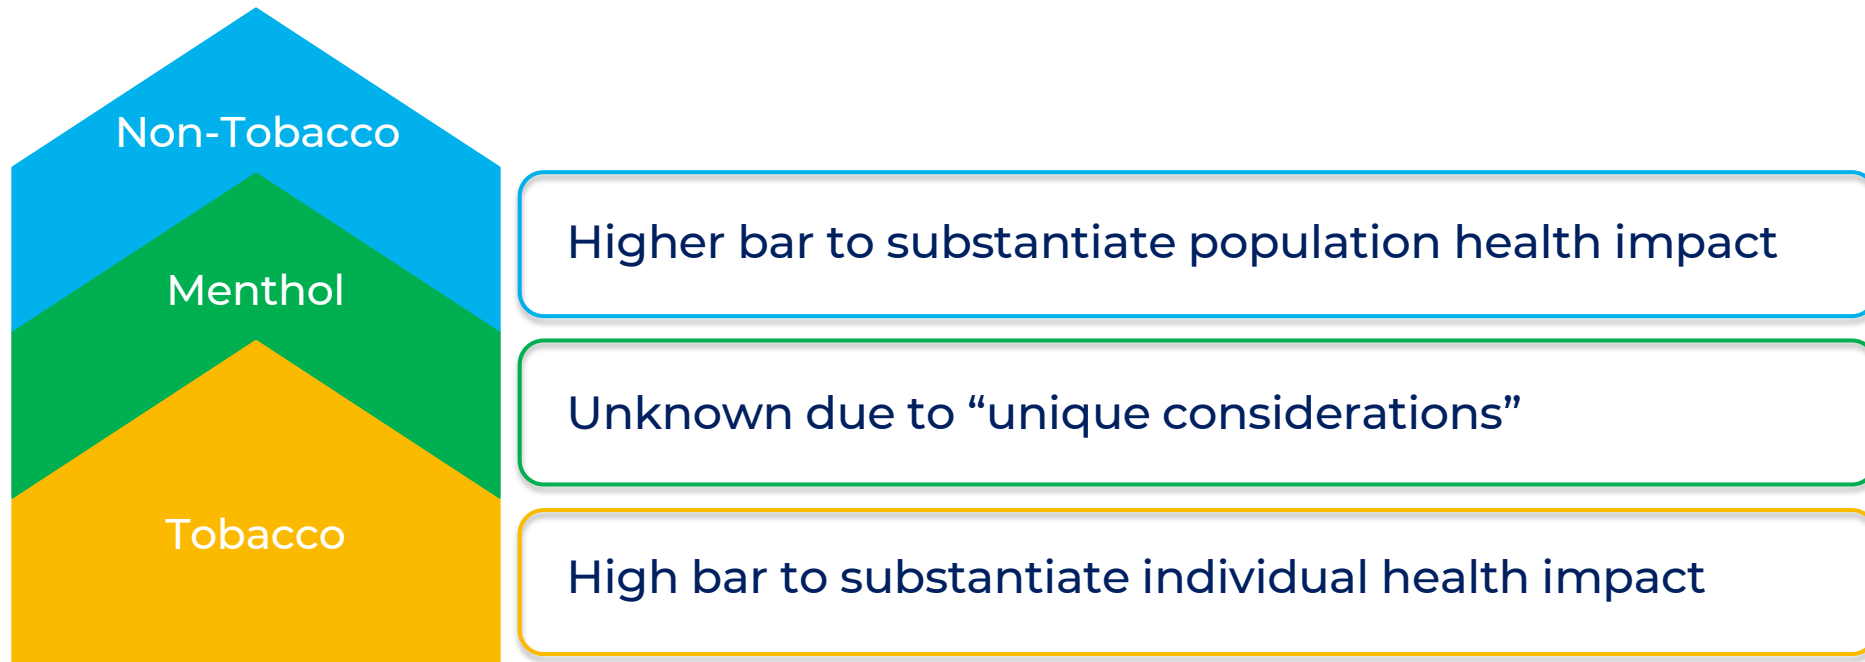 Non-Tobacco
Higher bar to substantiate population health impact
Menthol
Unknown due to “unique considerations”
Tobacco
High bar to substantiate individual health impact